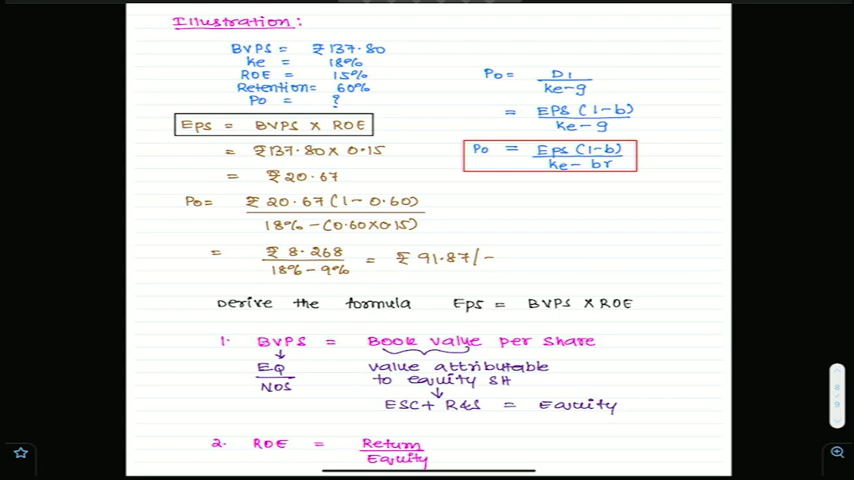 Illustration:
BVPS = ₹137.80
ke = 18%
ROE = 15%
Retention = 60%
Po = ?
Eps = BVPS X ROE
= ₹137.80 X 0.15
= ₹20.67
Po = D1 / ke-g
= EPS (1-b) / ke-g
Po = Eps (1-b) / ke- br
Po= ₹20.67 (1-0.60) / 18% - (0.60X0.15)
= ₹8.268 / 18%-9% = ₹91.87/-
Derive the formula Eps = BVPS X ROE
1. BVPS = Book value per share
EQ / NOS
value attributable
to equity SH
ESC+ R&S = Equity
2. ROE = Return / Equity